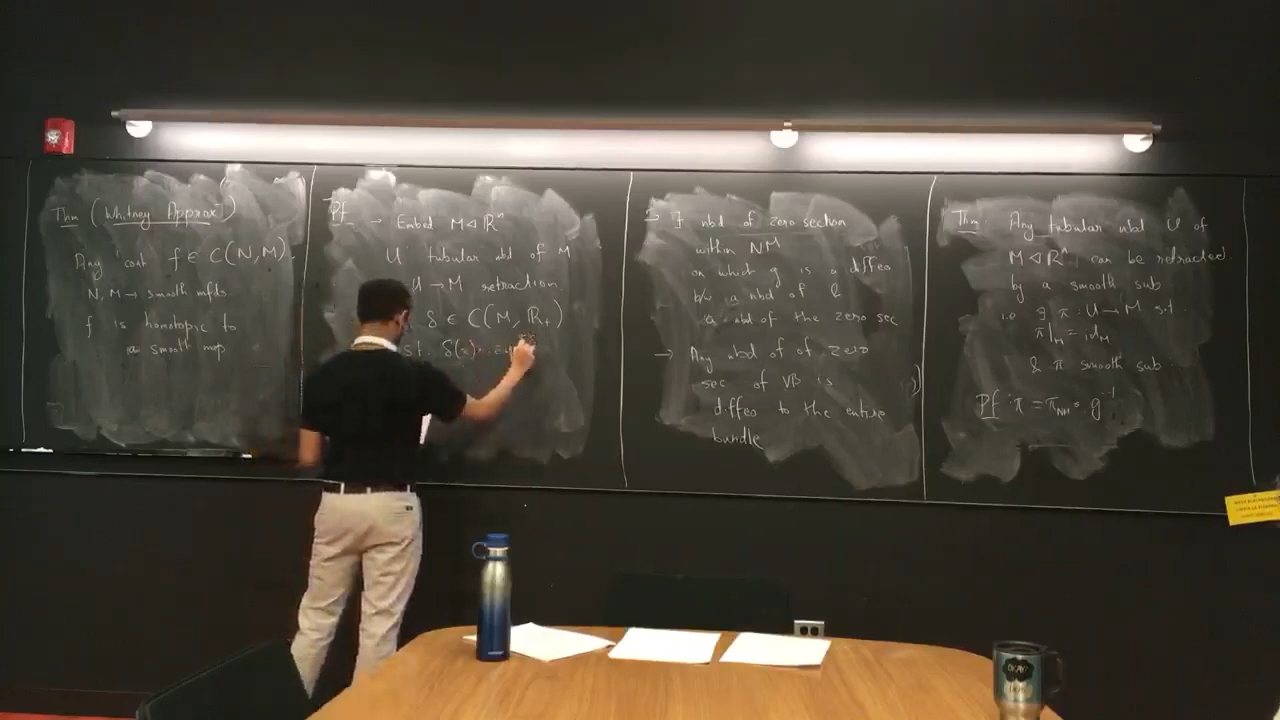 Thm (Whitney Approx⁻)
Any cont f ∈ C(N,M).
N, M → smooth mfds
f is homotopic to
a smooth map
Pf → Embed M ◁ ℝⁿ
U tubular nbd of M
U → M retraction.
δ ∈ C(M, ℝ₊)
s.t. δ(x)
∃ nbd of zero section
within NM
on which g is a diffeo
b/w a nbd of &
a nbd of the zero sec
→ Any nbd of of zero
sec of VB is
diffeo to the entire
bundle
Thm: Any tubular nbd U of
M ◁ ℝⁿ, can be retracted
by a smooth sub
i.e ∃ π : U → M s.t.
π|_M = id_M
& π smooth sub
Pf: π = π_NM ∘ g⁻¹
OKAY?